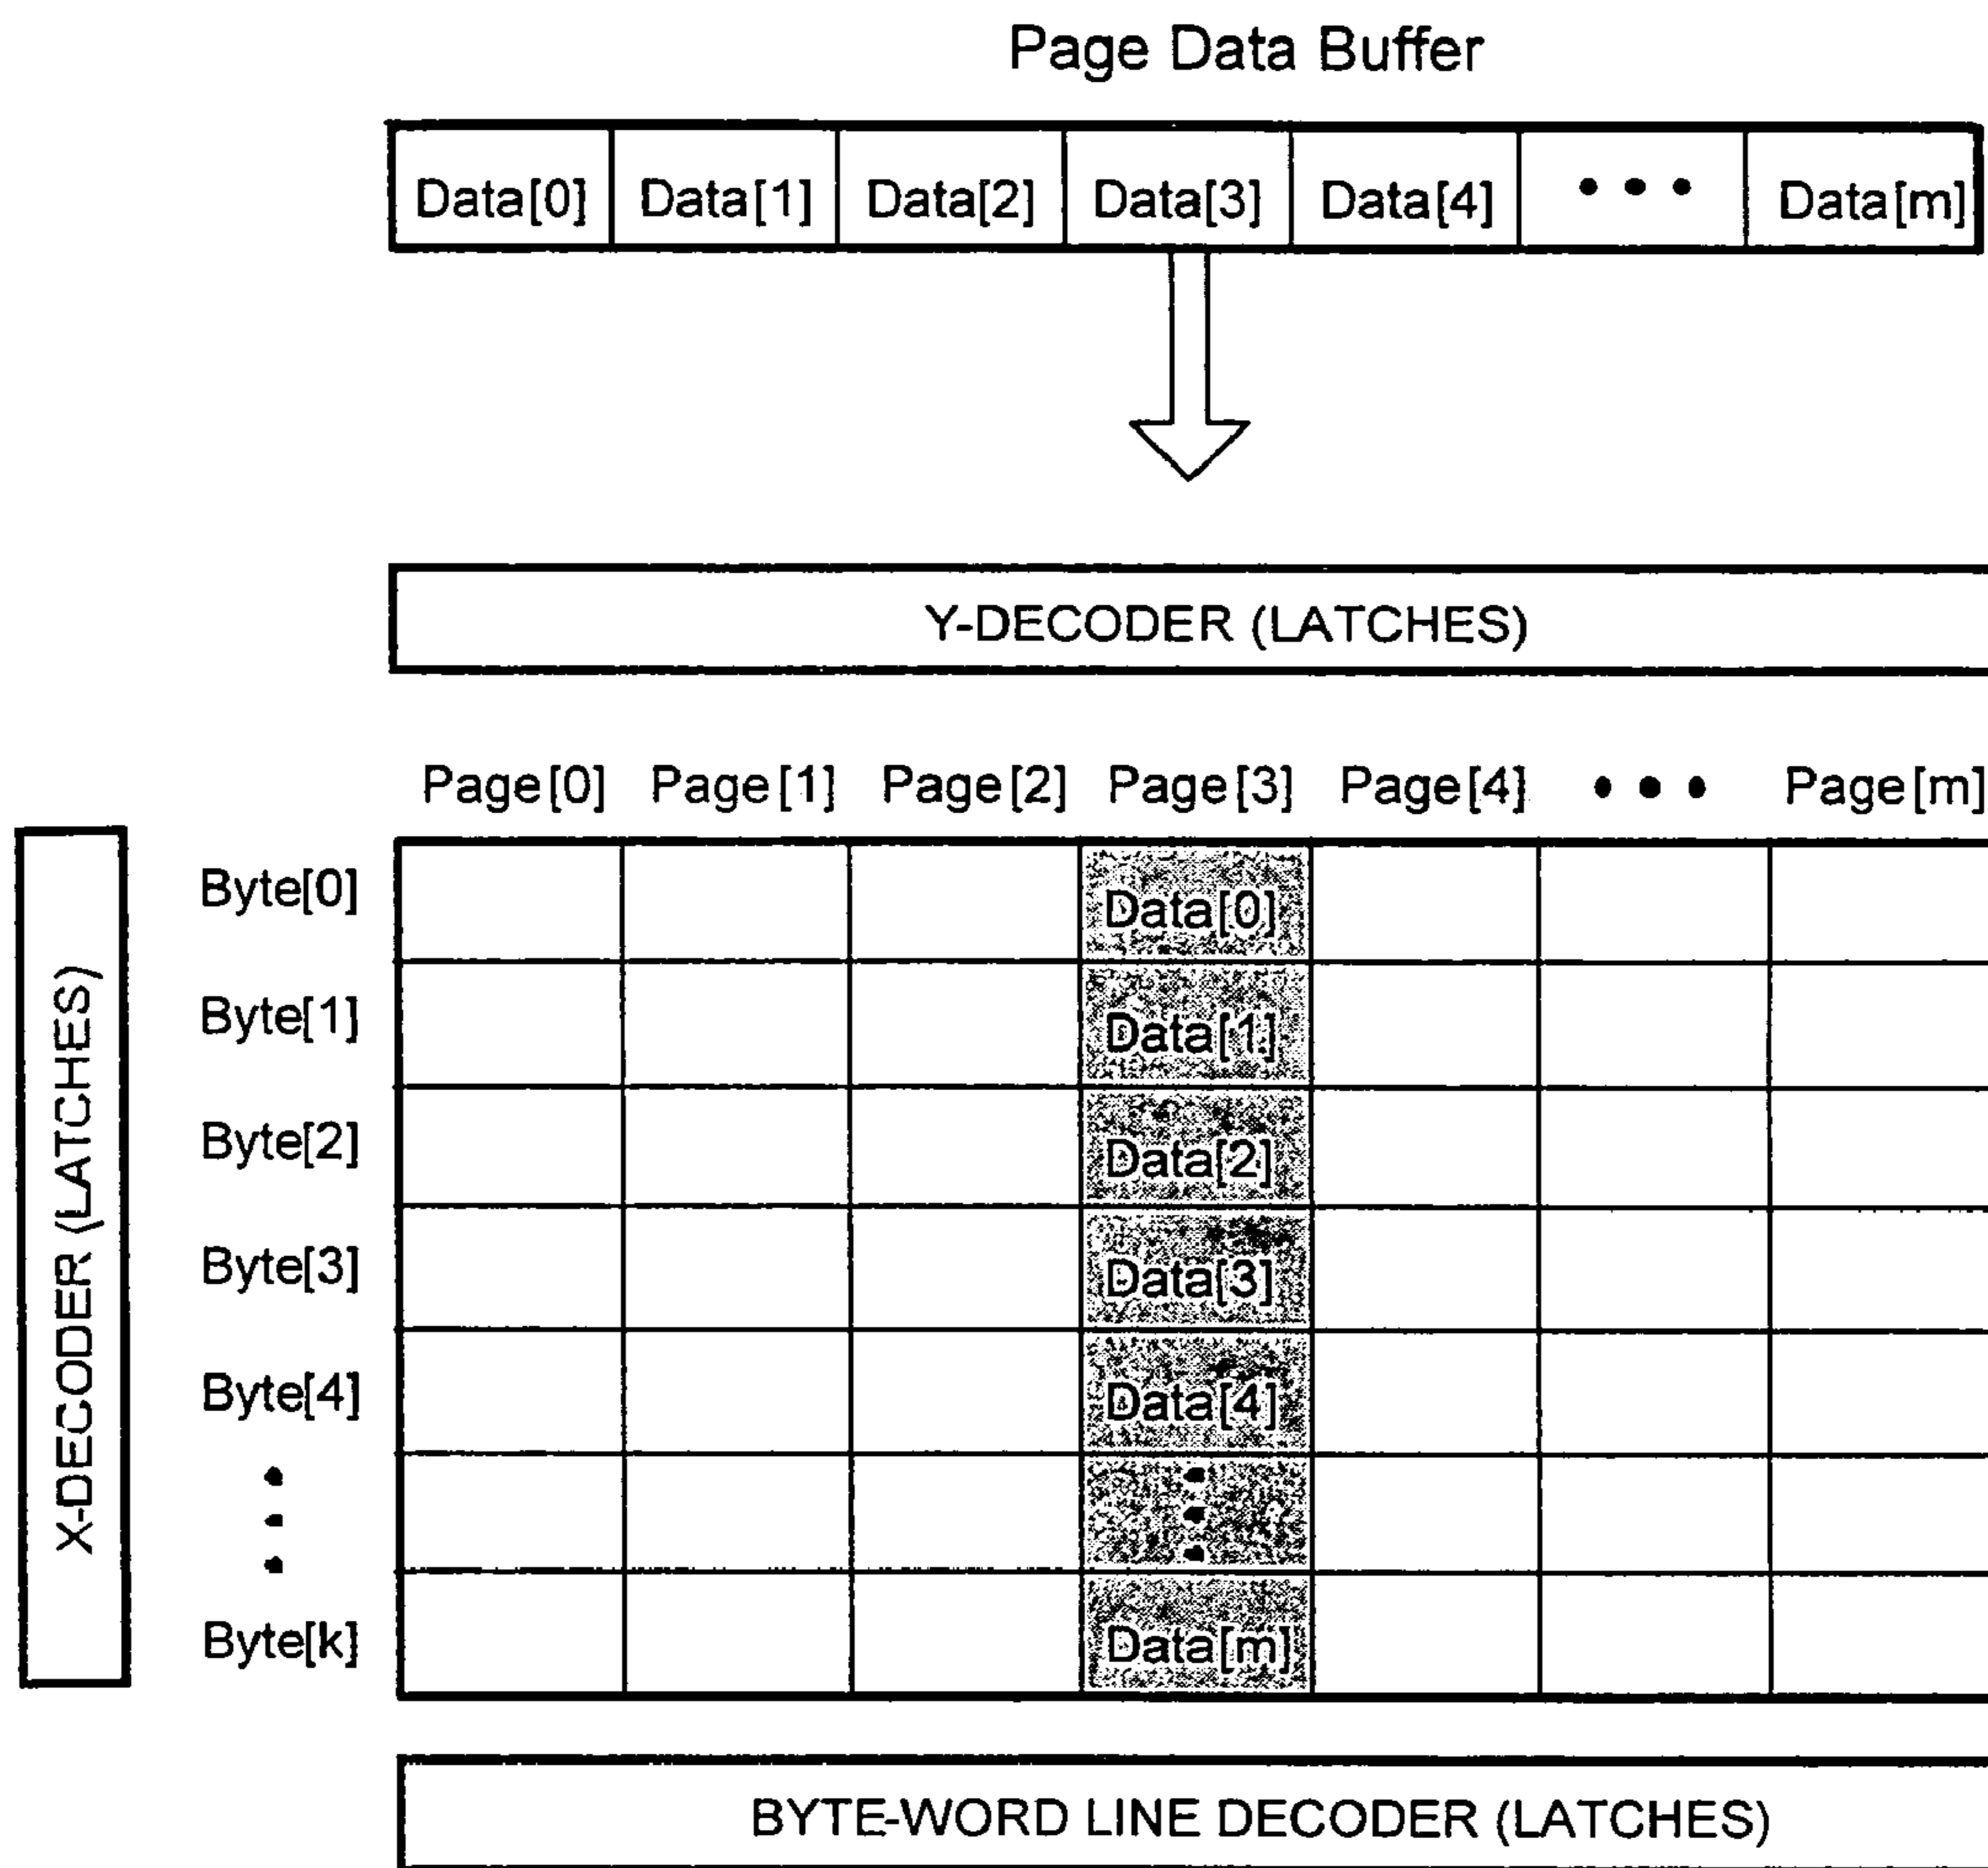 Page Data Buffer
Data[0] Data[1] Data[2] Data[3] Data[4] • • • Data[m]
Y-DECODER (LATCHES)
Page[0] Page[1] Page[2] Page[3] Page[4] • • • Page[m]
X-DECODER (LATCHES)
Byte[0] Data[0]
Byte[1] Data[1]
Byte[2] Data[2]
Byte[3] Data[3]
Byte[4] Data[4]
Byte[k] Data[m]
BYTE-WORD LINE DECODER (LATCHES)